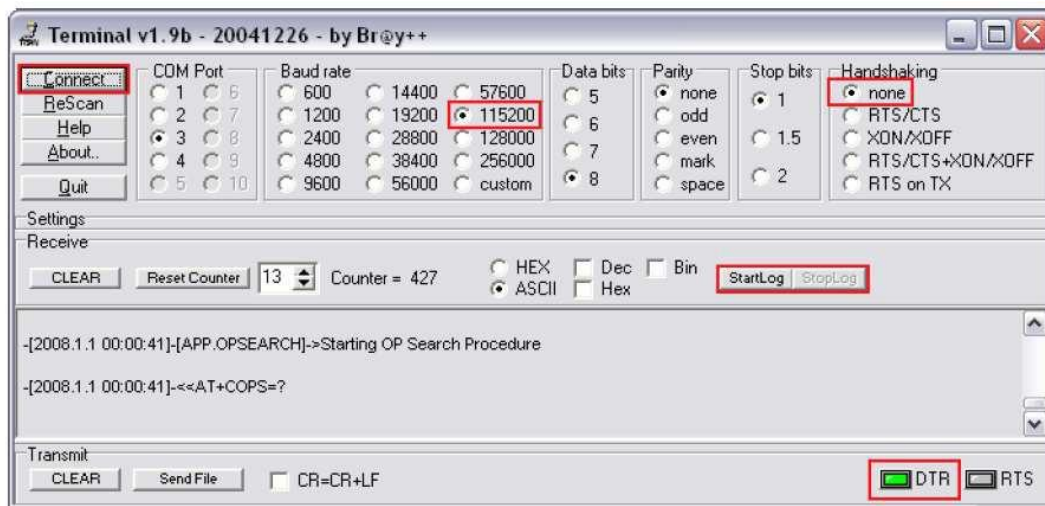 Terminal v1.9b - 20041226 - by Br@y++
Connect
ReScan
Help
About..
Quit
COM Port
1 6
2 7
3 8
4 9
5 10
Baud rate
600 14400 57600
1200 19200 115200
2400 28800 128000
4800 38400 256000
9600 56000 custom
Data bits
5
6
7
8
Parity
none
odd
even
mark
space
Stop bits
1
1.5
2
Handshaking
none
RTS/CTS
XON/XOFF
RTS/CTS+XON/XOFF
RTS on TX
Settings
Receive
CLEAR Reset Counter 13 Counter = 427 HEX Dec Bin StartLog StopLog
ASCII Hex
-[2008.1.1 00:00:41]-[APP.OPSEARCH]->Starting OP Search Procedure
-[2008.1.1 00:00:41]-<<AT+COPS=?
Transmit
CLEAR Send File CR=CR+LF DTR RTS